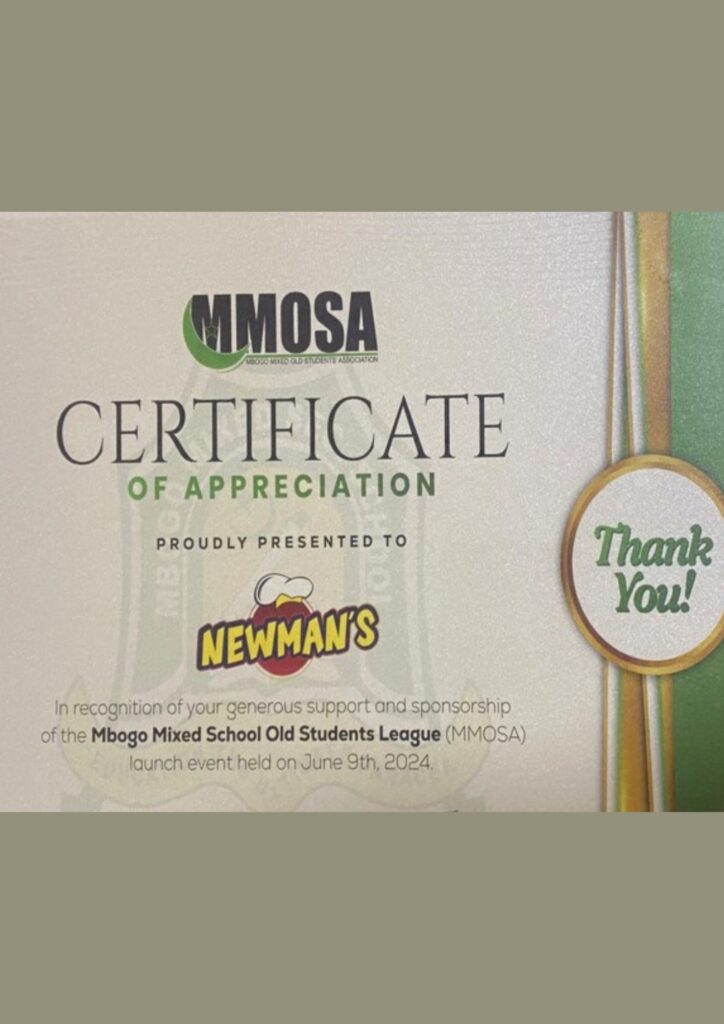 MMOSA
MBOGO MIXED OLD STUDENTS' ASSOCIATION
CERTIFICATE
OF APPRECIATION
PROUDLY PRESENTED TO
NEWMAN'S
In recognition of your generous support and sponsorship
of the Mbogo Mixed School Old Students League (MMOSA)
launch event held on June 9th, 2024.
Thank
You!